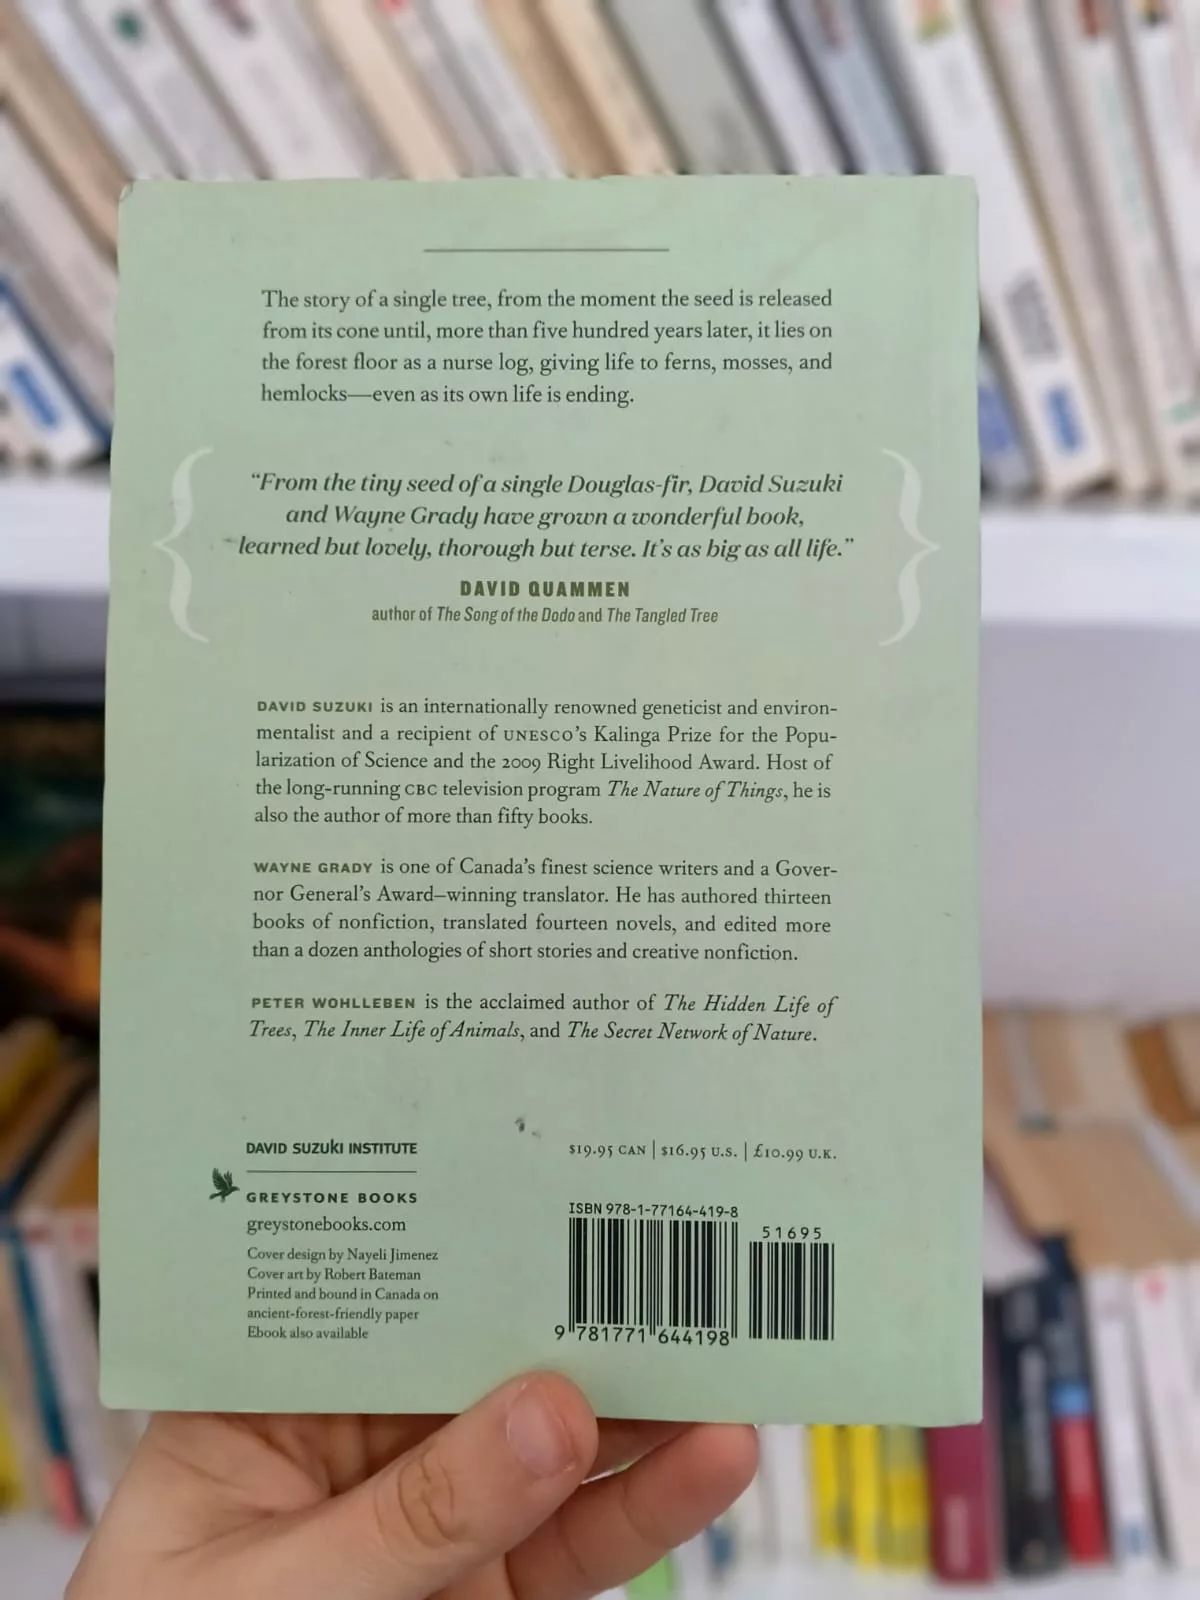 The story of a single tree, from the moment the seed is released
from its cone until, more than five hundred years later, it lies on
the forest floor as a nurse log, giving life to ferns, mosses, and
hemlocks—even as its own life is ending.
“From the tiny seed of a single Douglas-fir, David Suzuki
and Wayne Grady have grown a wonderful book,
learned but lovely, thorough but terse. It’s as big as all life.”
DAVID QUAMMEN
author of The Song of the Dodo and The Tangled Tree
DAVID SUZUKI is an internationally renowned geneticist and environ-
mentalist and a recipient of UNESCO’s Kalinga Prize for the Popu-
larization of Science and the 2009 Right Livelihood Award. Host of
the long-running CBC television program The Nature of Things, he is
also the author of more than fifty books.
WAYNE GRADY is one of Canada’s finest science writers and a Gover-
nor General’s Award–winning translator. He has authored thirteen
books of nonfiction, translated fourteen novels, and edited more
than a dozen anthologies of short stories and creative nonfiction.
PETER WOHLLEBEN is the acclaimed author of The Hidden Life of
Trees, The Inner Life of Animals, and The Secret Network of Nature.
DAVID SUZUKI INSTITUTE
GREYSTONE BOOKS
greystonebooks.com
Cover design by Nayeli Jimenez
Cover art by Robert Bateman
Printed and bound in Canada on
ancient-forest-friendly paper
Ebook also available
$19.95 CAN | $16.95 U.S. | £10.99 U.K.
ISBN 978-1-77164-419-8
51695
9 781771 644198